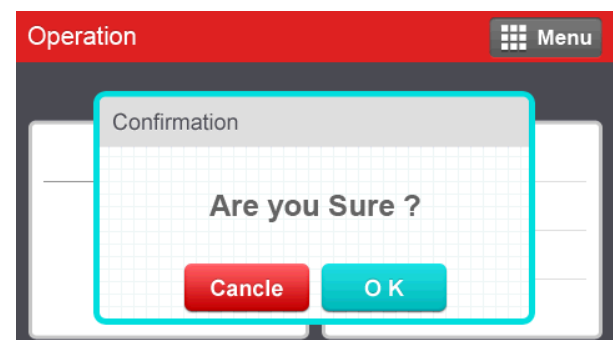 Operation
Menu
Confirmation
Are you Sure ?
Cancle
O K